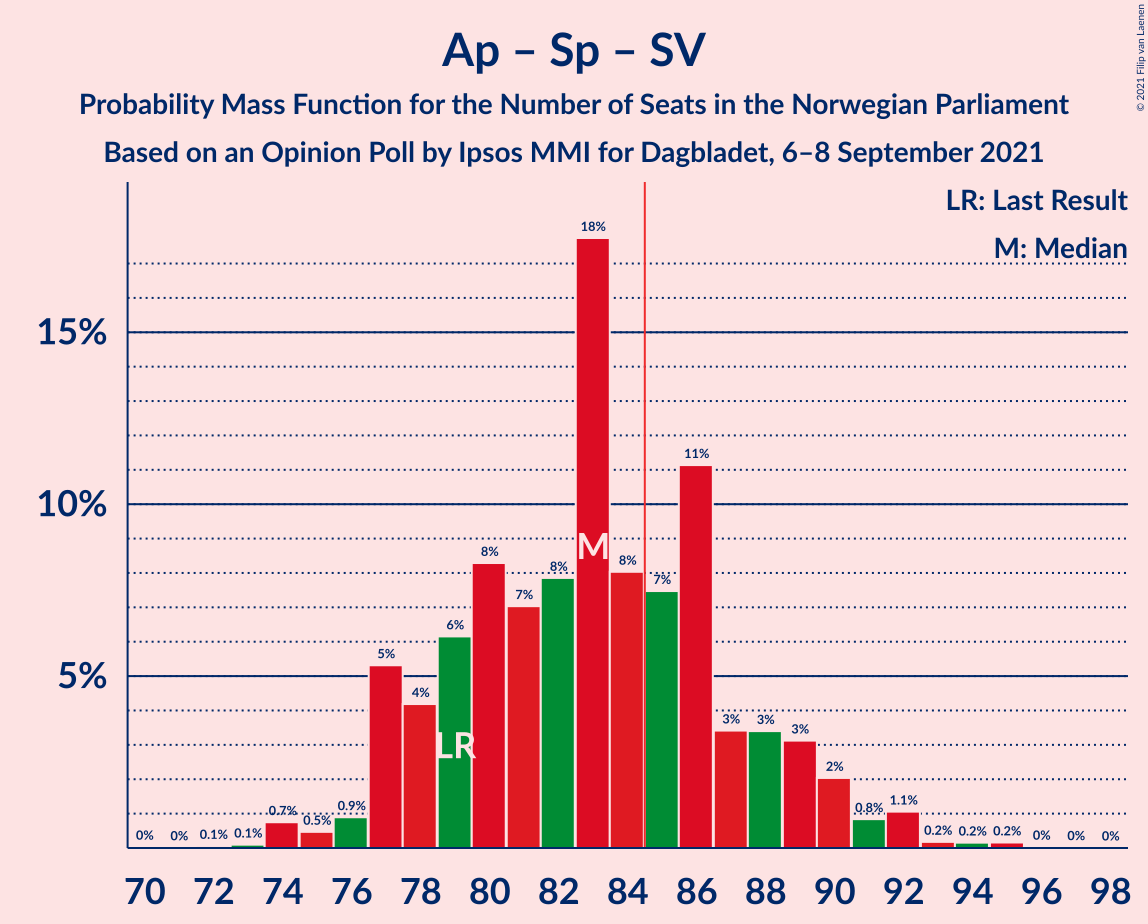 Ap – Sp – SV
Probability Mass Function for the Number of Seats in the Norwegian Parliament
Based on an Opinion Poll by Ipsos MMI for Dagbladet, 6–8 September 2021
© 2021 Filip van Laenen
LR: Last Result
M: Median
15%
10%
5%
0% 0% 0.1% 0.1% 0.7% 0.5% 0.9% 5% 4% 6% 8% 7% 8% 18% 8% 7% 11% 3% 3% 3% 2% 0.8% 1.1% 0.2% 0.2% 0.2% 0% 0% 0%
M
LR
70 72 74 76 78 80 82 84 86 88 90 92 94 96 98